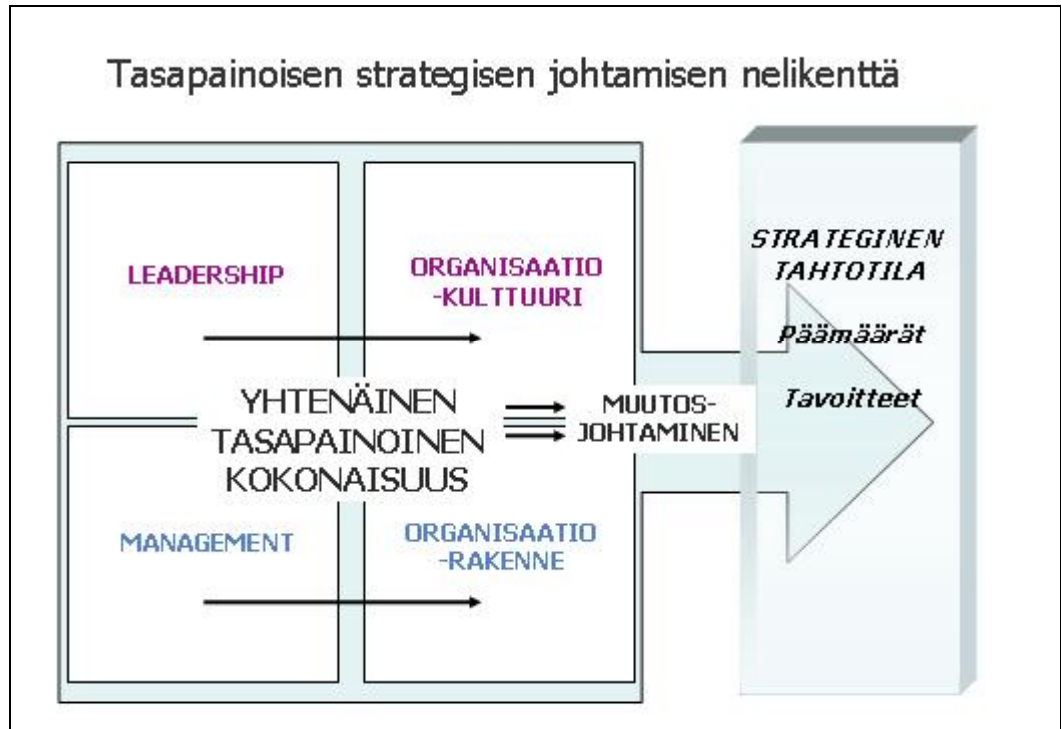 Tasapainoisen strategisen johtamisen nelikenttä
LEADERSHIP
ORGANISAATIO
-KULTTUURI
YHTENÄINEN
TASAPAINOINEN
KOKONAISUUS
MUUTOS-
JOHTAMINEN
MANAGEMENT
ORGANISAATIO
-RAKENNE
STRATEGINEN
TAHTOTILA
Päämäärät
Tavoitteet